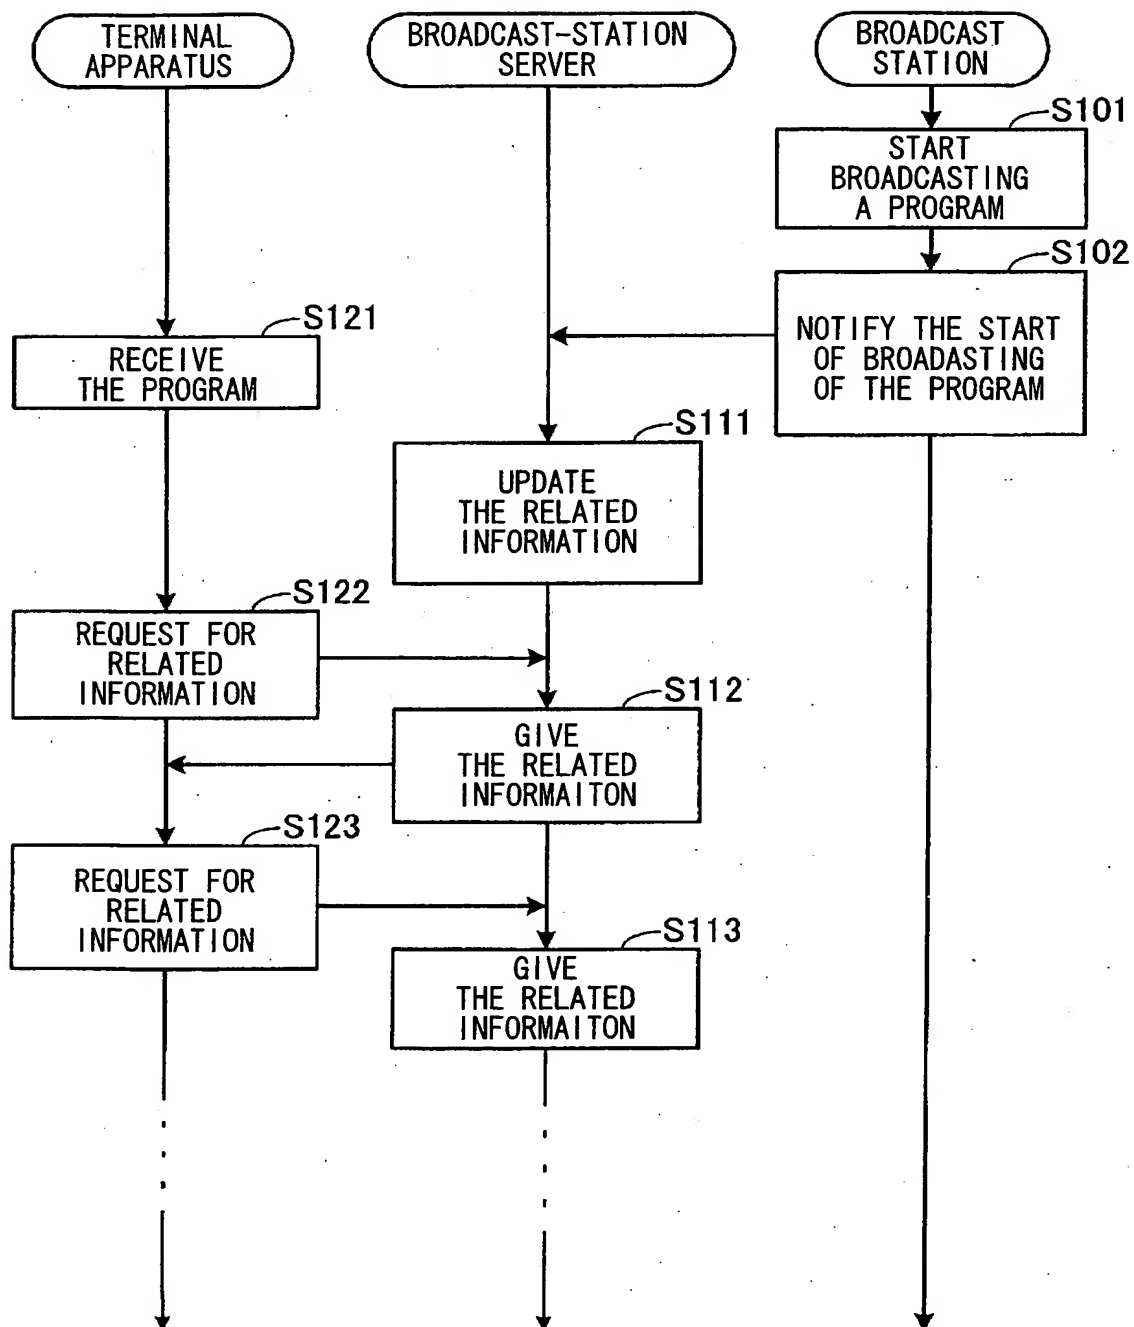 TERMINAL
APPARATUS
BROADCAST-STATION
SERVER
BROADCAST
STATION
S101
START
BROADCASTING
A PROGRAM
S102
NOTIFY THE START
OF BROADASTING
OF THE PROGRAM
S121
RECEIVE
THE PROGRAM
S111
UPDATE
THE RELATED
INFORMATION
S122
REQUEST FOR
RELATED
INFORMATION
S112
GIVE
THE RELATED
INFORMAITON
S123
REQUEST FOR
RELATED
INFORMATION
S113
GIVE
THE RELATED
INFORMAITON